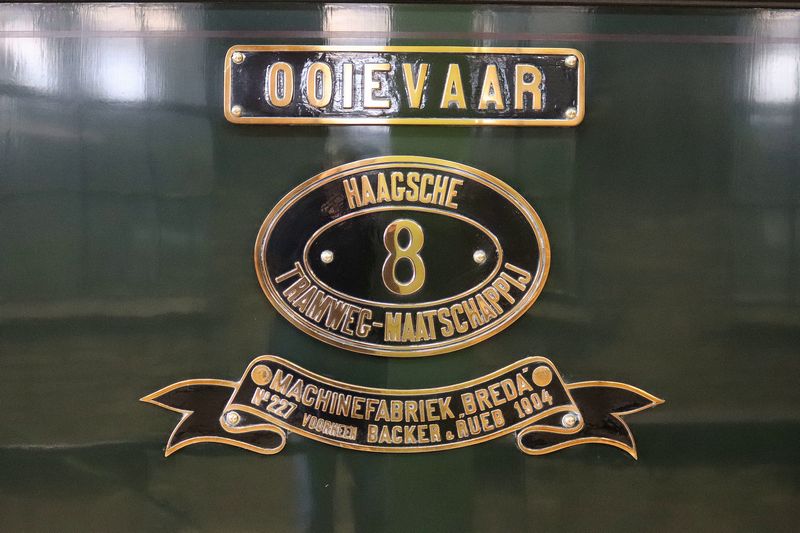 OOIEVAAR
HAAGSCHE
8
TRAMWEG-MAATSCHAPPIJ
MACHINEFABRIEK „BREDA"
Nº 227 VOORHEEN BACKER & RUEB 1904